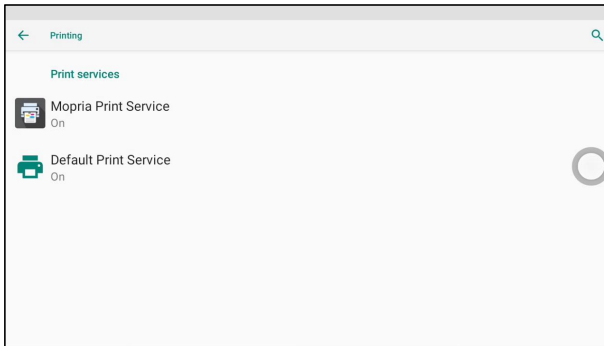 Printing
Print services
Mopria Print Service
On
Default Print Service
On